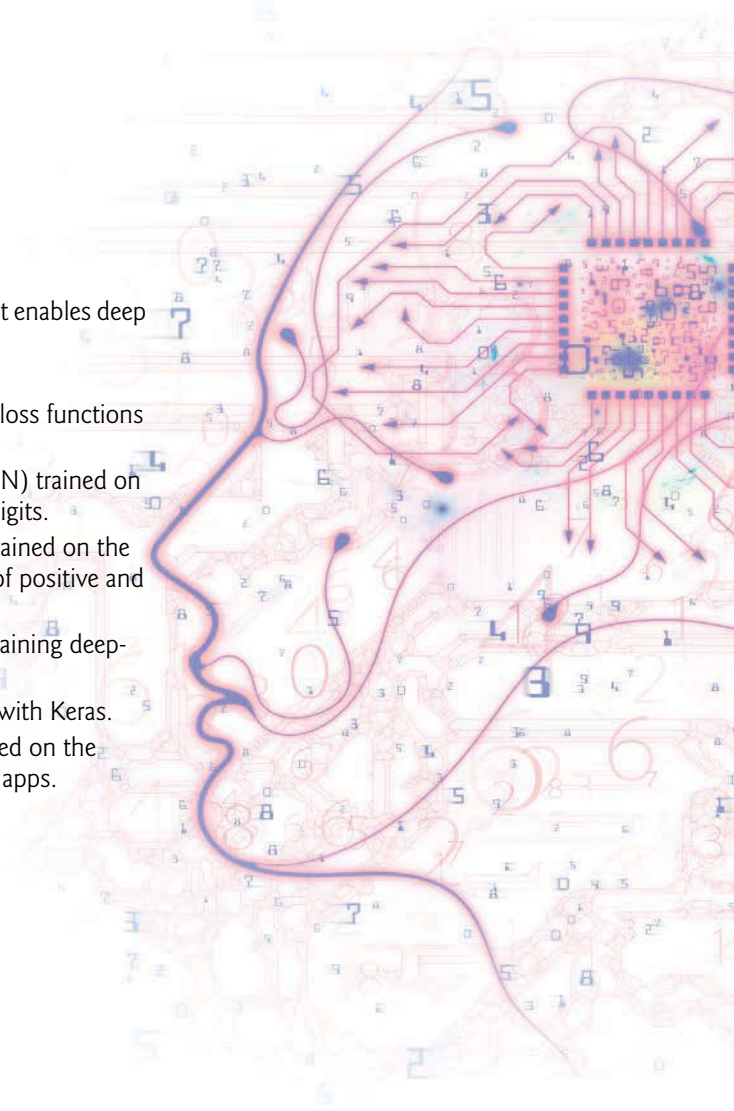 t enables deep
loss functions
N) trained on
igits.
ained on the
of positive and
aining deep-
with Keras.
ed on the
apps.